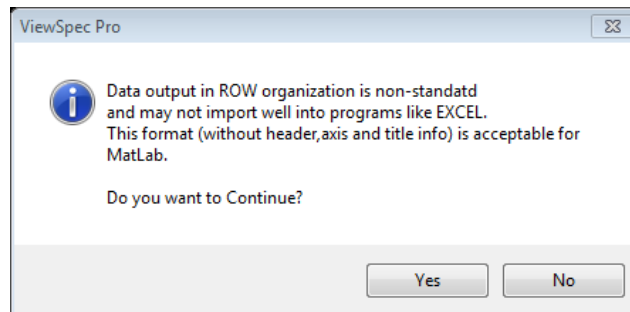 ViewSpec Pro
Data output in ROW organization is non-standatd
and may not import well into programs like EXCEL.
This format (without header,axis and title info) is acceptable for
MatLab.
Do you want to Continue?
Yes No